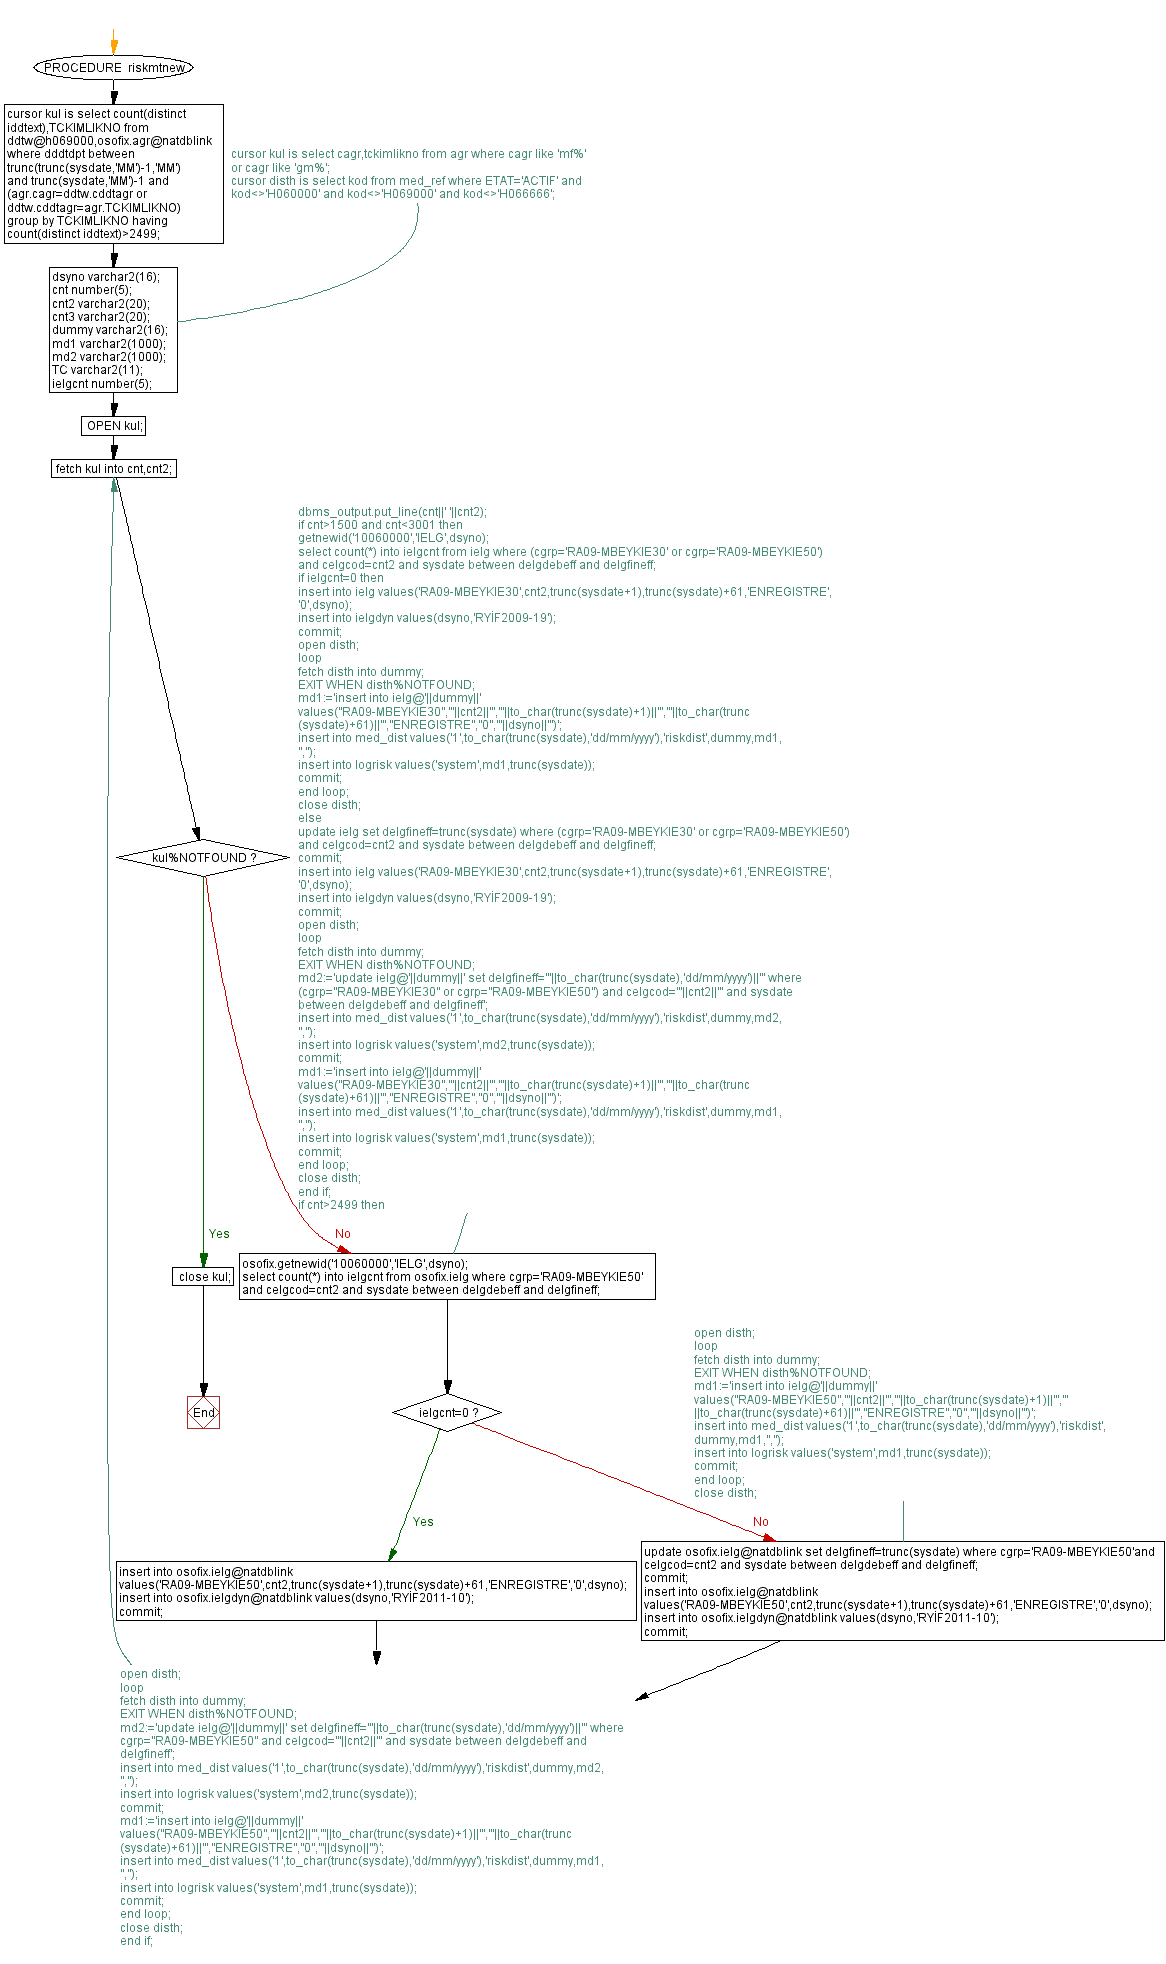 PROCEDURE riskmtnew
cursor kul is select count(distinct
iddtext),TCKIMLIKNO from
ddtw@h069000,osofix.agr@natdblink
where dddtdpt between
trunc(trunc(sysdate,'MM')-1,'MM')
and trunc(sysdate,'MM')-1 and
(agr.cagr=ddtw.cddtagr or
ddtw.cddtagr=agr.TCKIMLIKNO)
group by TCKIMLIKNO having
count(distinct iddtext)>2499;
cursor kul is select cagr,tckimlikno from agr where cagr like 'mf%'
or cagr like 'gm%';
cursor disth is select kod from med_ref where ETAT='ACTIF' and
kod<>'H060000' and kod<>'H069000' and kod<>'H066666';
dsyno varchar2(16);
cnt number(5);
cnt2 varchar2(20);
cnt3 varchar2(20);
dummy varchar2(16);
md1 varchar2(1000);
md2 varchar2(1000);
TC varchar2(11);
ielgcnt number(5);
OPEN kul;
fetch kul into cnt,cnt2;
dbms_output.put_line(cnt||' '||cnt2);
if cnt>1500 and cnt<3001 then
getnewid('10060000','IELG',dsyno);
select count(*) into ielgcnt from ielg where (cgrp='RA09-MBEYKIE30' or cgrp='RA09-MBEYKIE50')
and celgcod=cnt2 and sysdate between delgdebeff and delgfineff;
if ielgcnt=0 then
insert into ielg values('RA09-MBEYKIE30',cnt2,trunc(sysdate+1),trunc(sysdate)+61,'ENREGISTRE',
'0',dsyno);
insert into ielgdyn values(dsyno,'RYİF2009-19');
commit;
open disth;
loop
fetch disth into dummy;
EXIT WHEN disth%NOTFOUND;
md1:='insert into ielg@'||dummy||'
values(''RA09-MBEYKIE30'','''||cnt2||''','''||to_char(trunc(sysdate)+1)||''','''||to_char(trunc
(sysdate)+61)||''',''ENREGISTRE'',''0'','''||dsyno||''')';
insert into med_dist values('1',to_char(trunc(sysdate),'dd/mm/yyyy'),'riskdist',dummy,md1,
'','');
insert into logrisk values('system',md1,trunc(sysdate));
commit;
end loop;
close disth;
else
update ielg set delgfineff=trunc(sysdate) where (cgrp='RA09-MBEYKIE30' or cgrp='RA09-MBEYKIE50')
and celgcod=cnt2 and sysdate between delgdebeff and delgfineff;
commit;
insert into ielg values('RA09-MBEYKIE30',cnt2,trunc(sysdate+1),trunc(sysdate)+61,'ENREGISTRE',
'0',dsyno);
insert into ielgdyn values(dsyno,'RYİF2009-19');
commit;
open disth;
loop
fetch disth into dummy;
EXIT WHEN disth%NOTFOUND;
md2:='update ielg@'||dummy||' set delgfineff='''||to_char(trunc(sysdate),'dd/mm/yyyy')||''' where
(cgrp=''RA09-MBEYKIE30'' or cgrp=''RA09-MBEYKIE50'') and celgcod='''||cnt2||''' and sysdate
between delgdebeff and delgfineff';
insert into med_dist values('1',to_char(trunc(sysdate),'dd/mm/yyyy'),'riskdist',dummy,md2,
'','');
insert into logrisk values('system',md2,trunc(sysdate));
commit;
md1:='insert into ielg@'||dummy||'
values(''RA09-MBEYKIE30'','''||cnt2||''','''||to_char(trunc(sysdate)+1)||''','''||to_char(trunc
(sysdate)+61)||''',''ENREGISTRE'',''0'','''||dsyno||''')';
insert into med_dist values('1',to_char(trunc(sysdate),'dd/mm/yyyy'),'riskdist',dummy,md1,
'','');
insert into logrisk values('system',md1,trunc(sysdate));
commit;
end loop;
close disth;
end if;
if cnt>2499 then
kul%NOTFOUND ?
Yes
No
close kul;
End
osofix.getnewid('10060000','IELG',dsyno);
select count(*) into ielgcnt from osofix.ielg where cgrp='RA09-MBEYKIE50'
and celgcod=cnt2 and sysdate between delgdebeff and delgfineff;
ielgcnt=0 ?
Yes
No
open disth;
loop
fetch disth into dummy;
EXIT WHEN disth%NOTFOUND;
md1:='insert into ielg@'||dummy||'
values(''RA09-MBEYKIE50'','''||cnt2||''','''||to_char(trunc(sysdate)+1)||''','''
||to_char(trunc(sysdate)+61)||''',''ENREGISTRE'',''0'','''||dsyno||''')';
insert into med_dist values('1',to_char(trunc(sysdate),'dd/mm/yyyy'),'riskdist',
dummy,md1,'','');
insert into logrisk values('system',md1,trunc(sysdate));
commit;
end loop;
close disth;
insert into osofix.ielg@natdblink
values('RA09-MBEYKIE50',cnt2,trunc(sysdate+1),trunc(sysdate)+61,'ENREGISTRE','0',dsyno);
insert into osofix.ielgdyn@natdblink values(dsyno,'RYİF2011-10');
commit;
update osofix.ielg@natdblink set delgfineff=trunc(sysdate) where cgrp='RA09-MBEYKIE50'and
celgcod=cnt2 and sysdate between delgdebeff and delgfineff;
commit;
insert into osofix.ielg@natdblink
values('RA09-MBEYKIE50',cnt2,trunc(sysdate+1),trunc(sysdate)+61,'ENREGISTRE','0',dsyno);
insert into osofix.ielgdyn@natdblink values(dsyno,'RYİF2011-10');
commit;
open disth;
loop
fetch disth into dummy;
EXIT WHEN disth%NOTFOUND;
md2:='update ielg@'||dummy||' set delgfineff='''||to_char(trunc(sysdate),'dd/mm/yyyy')||''' where
cgrp=''RA09-MBEYKIE50'' and celgcod='''||cnt2||''' and sysdate between delgdebeff and
delgfineff';
insert into med_dist values('1',to_char(trunc(sysdate),'dd/mm/yyyy'),'riskdist',dummy,md2,
'','');
insert into logrisk values('system',md2,trunc(sysdate));
commit;
md1:='insert into ielg@'||dummy||'
values(''RA09-MBEYKIE50'','''||cnt2||''','''||to_char(trunc(sysdate)+1)||''','''||to_char(trunc
(sysdate)+61)||''',''ENREGISTRE'',''0'','''||dsyno||''')';
insert into med_dist values('1',to_char(trunc(sysdate),'dd/mm/yyyy'),'riskdist',dummy,md1,
'','');
insert into logrisk values('system',md1,trunc(sysdate));
commit;
end loop;
close disth;
end if;